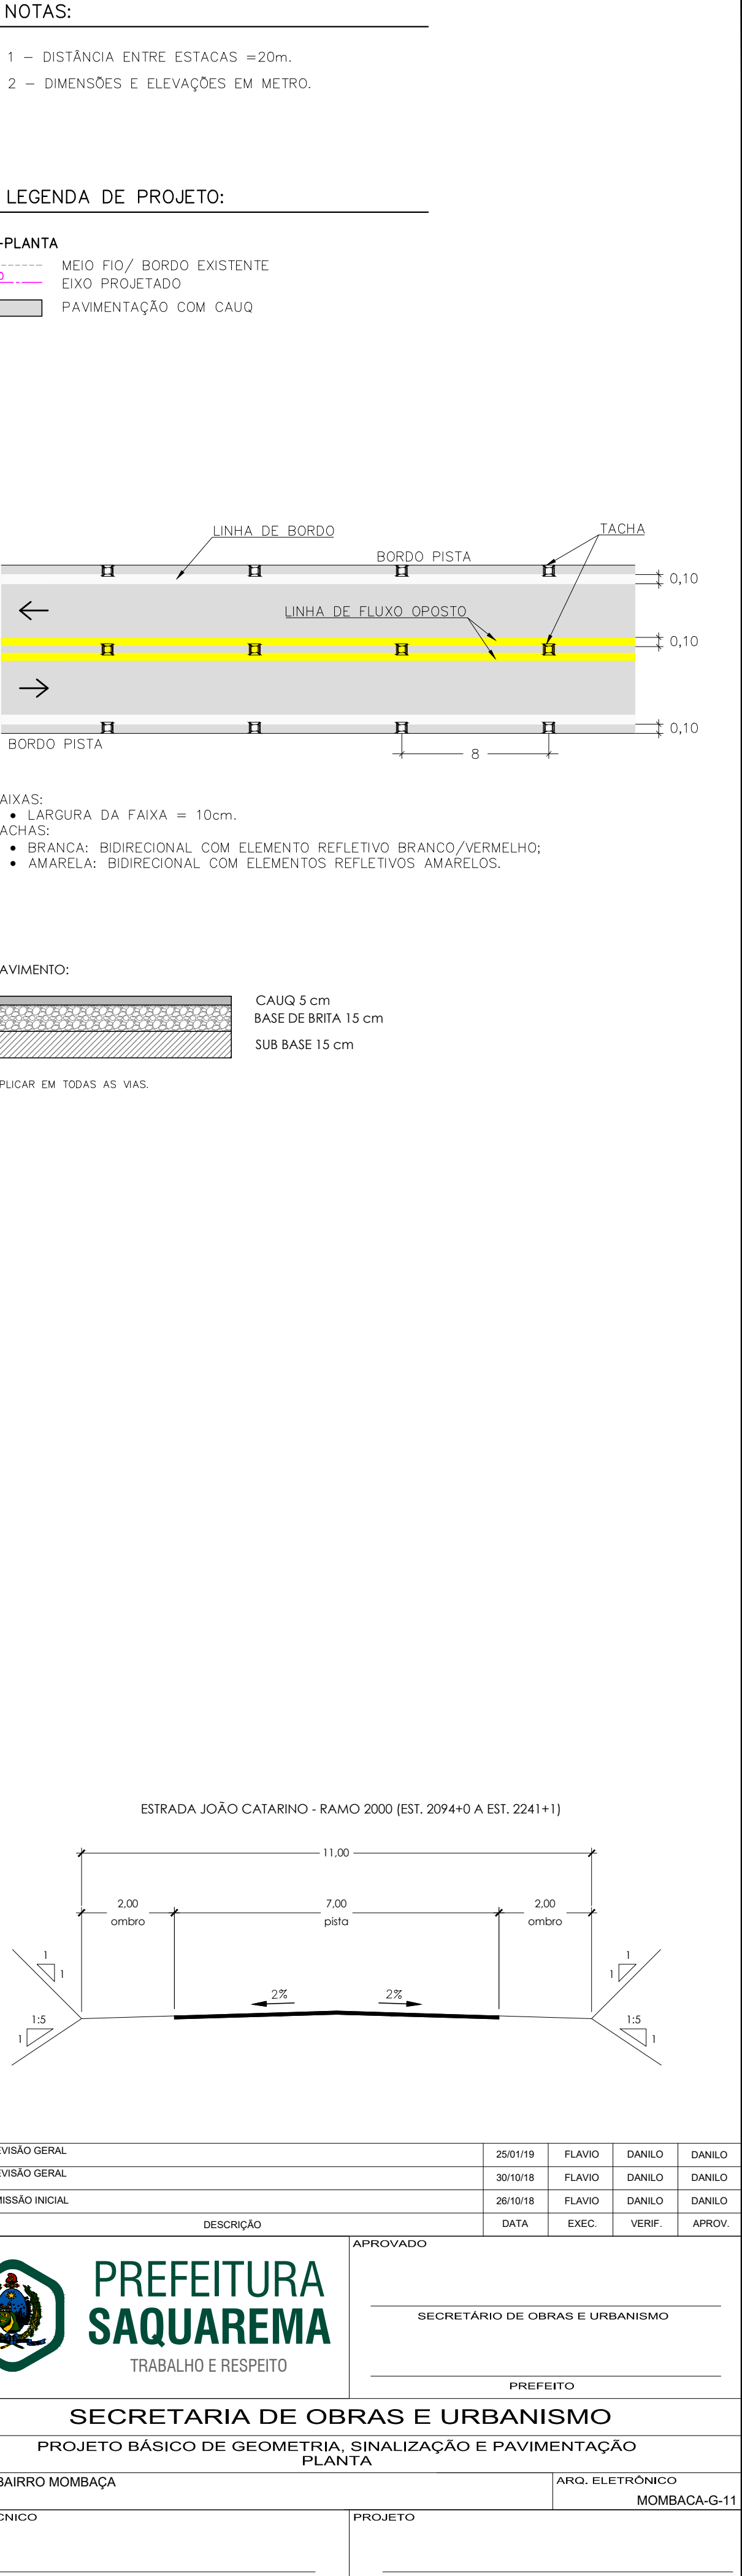 NOTAS:
1 – DISTÂNCIA ENTRE ESTACAS =20m.
2 – DIMENSÕES E ELEVAÇÕES EM METRO.
LEGENDA DE PROJETO:
-PLANTA
MEIO FIO/ BORDO EXISTENTE
EIXO PROJETADO
PAVIMENTAÇÃO COM CAUQ
LINHA DE BORDO
TACHA
BORDO PISTA
0,10
LINHA DE FLUXO OPOSTO
0,10
0,10
BORDO PISTA
8
AIXAS:
• LARGURA DA FAIXA = 10cm.
ACHAS:
• BRANCA: BIDIRECIONAL COM ELEMENTO REFLETIVO BRANCO/VERMELHO;
• AMARELA: BIDIRECIONAL COM ELEMENTOS REFLETIVOS AMARELOS.
AVIMENTO:
CAUQ 5 cm
BASE DE BRITA 15 cm
SUB BASE 15 cm
PLICAR EM TODAS AS VIAS.
ESTRADA JOÃO CATARINO - RAMO 2000 (EST. 2094+0 A EST. 2241+1)
11,00
2,00 7,00 2,00
ombro pista ombro
1 1
1 1
2% 2%
1:5 1:5
1 1
EVISÃO GERAL 25/01/19 FLAVIO DANILO DANILO
EVISÃO GERAL 30/10/18 FLAVIO DANILO DANILO
MISSÃO INICIAL 26/10/18 FLAVIO DANILO DANILO
DESCRIÇÃO DATA EXEC. VERIF. APROV.
APROVADO
PREFEITURA
SAQUAREMA
TRABALHO E RESPEITO
SECRETÁRIO DE OBRAS E URBANISMO
PREFEITO
SECRETARIA DE OBRAS E URBANISMO
PROJETO BÁSICO DE GEOMETRIA, SINALIZAÇÃO E PAVIMENTAÇÃO
PLANTA
BAIRRO MOMBAÇA
ARQ. ELETRÔNICO
MOMBACA-G-11
CNICO
PROJETO